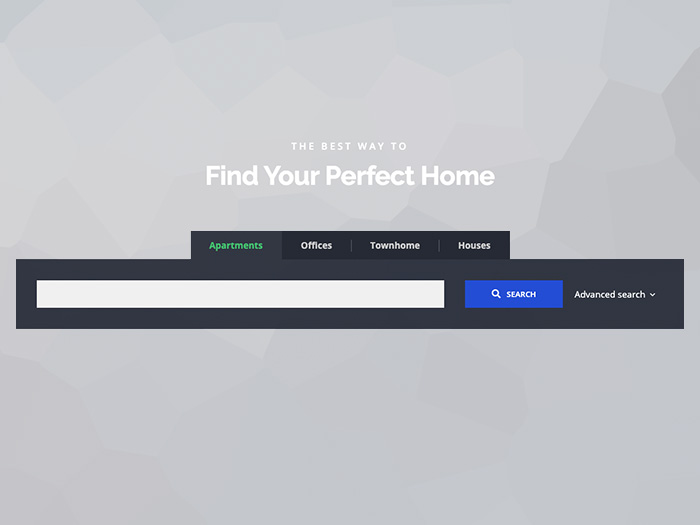 THE BEST WAY TO
Find Your Perfect Home
Apartments Offices Townhome Houses
SEARCH Advanced search